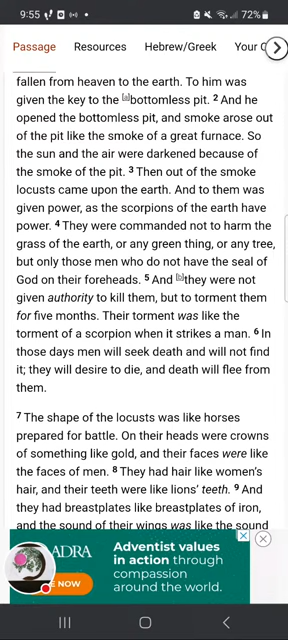 9:55
72%
Passage Resources Hebrew/Greek Your C
fallen from heaven to the earth. To him was
given the key to the [a]bottomless pit. 2 And he
opened the bottomless pit, and smoke arose out
of the pit like the smoke of a great furnace. So
the sun and the air were darkened because of
the smoke of the pit. 3 Then out of the smoke
locusts came upon the earth. And to them was
given power, as the scorpions of the earth have
power. 4 They were commanded not to harm the
grass of the earth, or any green thing, or any tree,
but only those men who do not have the seal of
God on their foreheads. 5 And [b]they were not
given authority to kill them, but to torment them
for five months. Their torment was like the
torment of a scorpion when it strikes a man. 6 In
those days men will seek death and will not find
it; they will desire to die, and death will flee from
them.
7 The shape of the locusts was like horses
prepared for battle. On their heads were crowns
of something like gold, and their faces were like
the faces of men. 8 They had hair like women's
hair, and their teeth were like lions' teeth. 9 And
they had breastplates like breastplates of iron,
and the sound of their wings was like the sound
ADRA
E NOW
Adventist values
in action through
compassion
around the world.